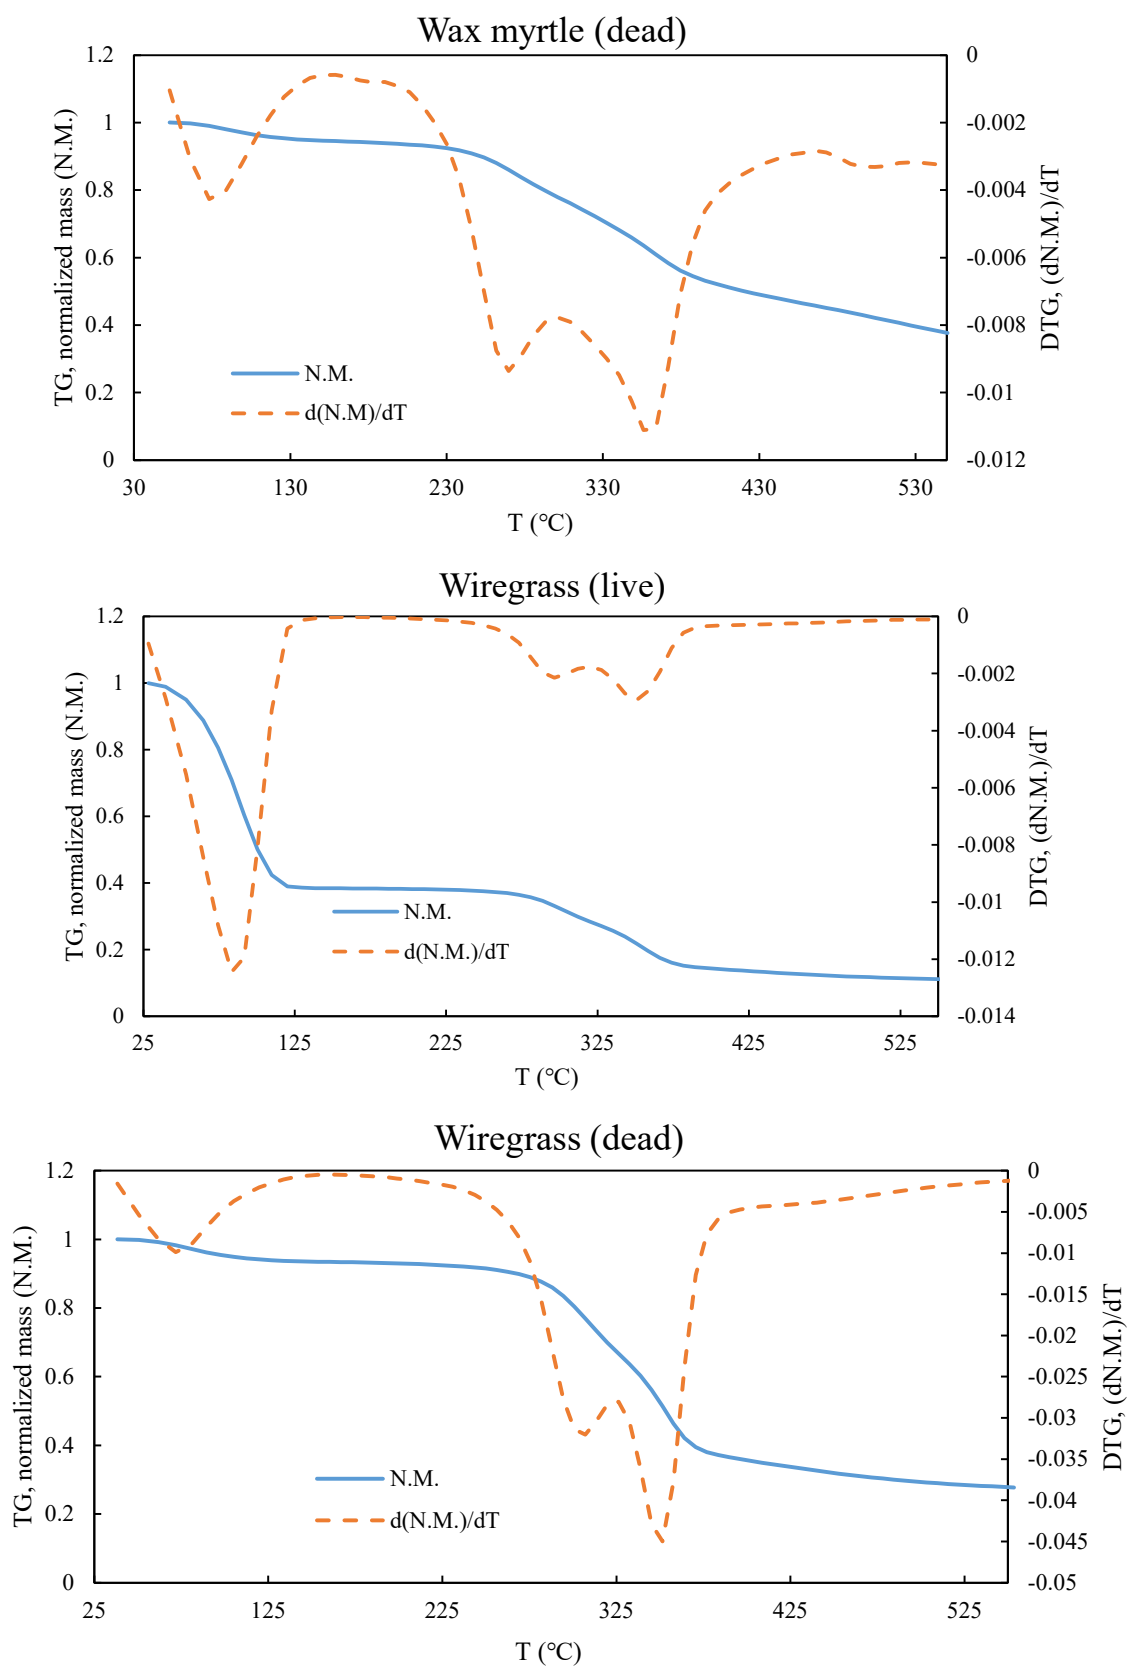 Wax myrtle (dead)
1.2
1
0.8
0.6
0.4
0.2
0
TG, normalized mass (N.M.)
0
-0.002
-0.004
-0.006
-0.008
-0.01
-0.012
DTG, (dN.M.)/dT
N.M.
d(N.M)/dT
30 130 230 330 430 530
T (°C)
Wiregrass (live)
1.2
1
0.8
0.6
0.4
0.2
0
TG, normalized mass (N.M.)
0
-0.002
-0.004
-0.006
-0.008
-0.01
-0.012
-0.014
DTG, (dN.M.)/dT
N.M.
d(N.M.)/dT
25 125 225 325 425 525
T (°C)
Wiregrass (dead)
1.2
1
0.8
0.6
0.4
0.2
0
TG, normalized mass (N.M.)
0
-0.005
-0.01
-0.015
-0.02
-0.025
-0.03
-0.035
-0.04
-0.045
-0.05
DTG, (dN.M.)/dT
N.M.
d(N.M.)/dT
25 125 225 325 425 525
T (°C)